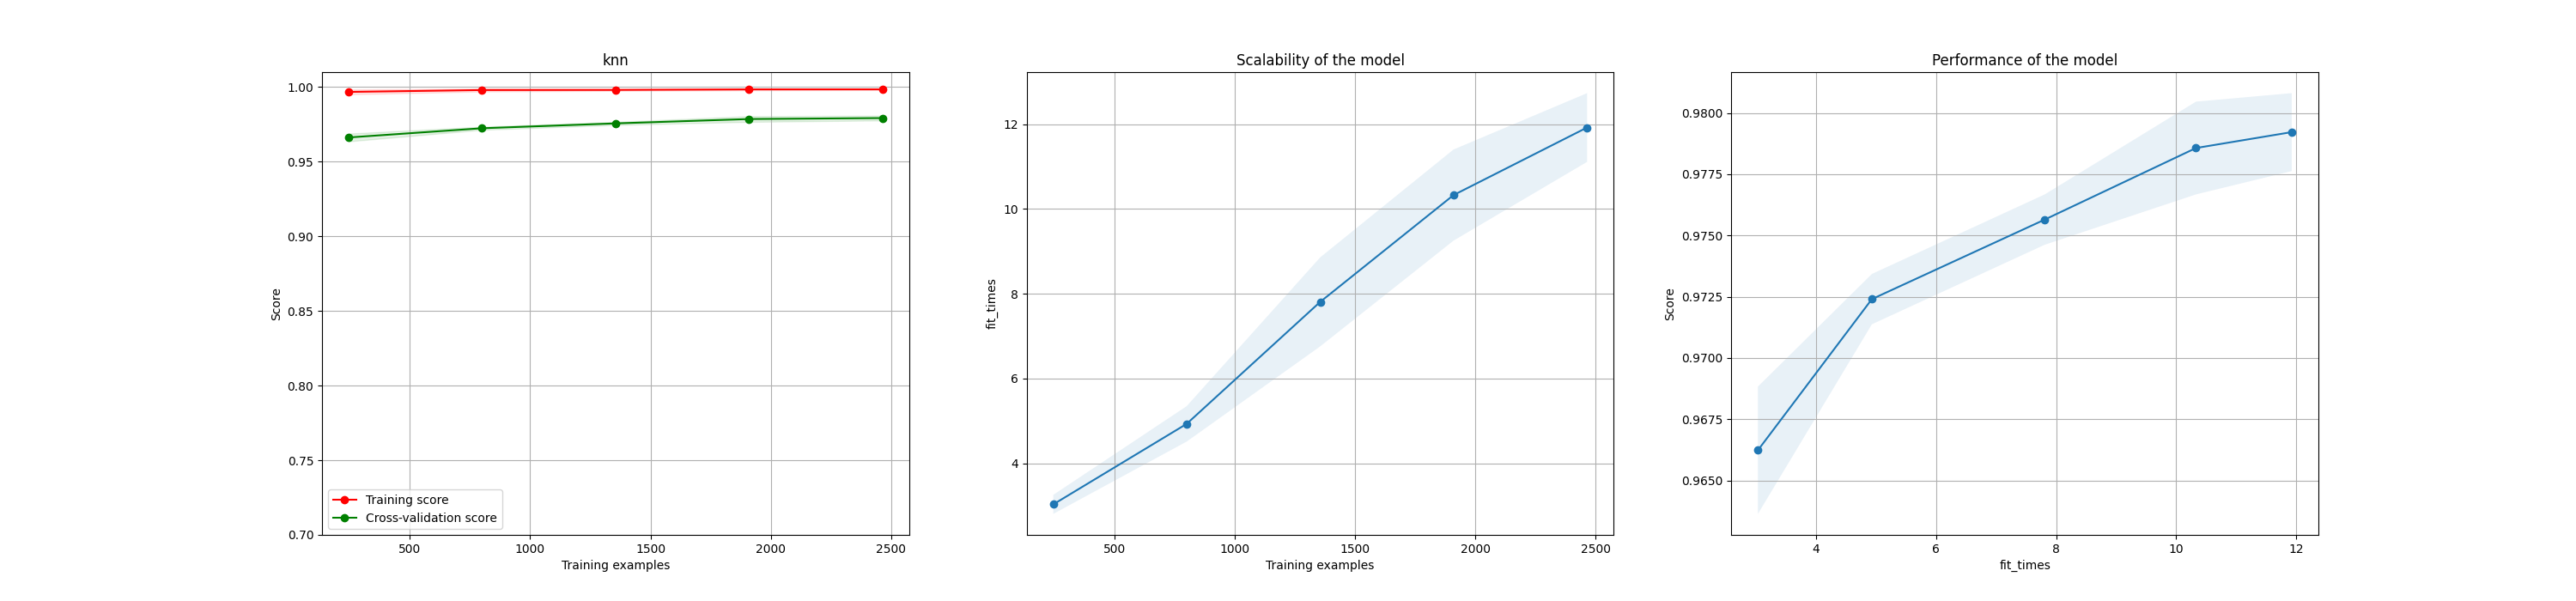 knn
1.00
0.95
0.90
0.85
0.80
0.75
0.70
Score
Training score
Cross-validation score
500 1000 1500 2000 2500
Training examples
Scalability of the model
12
10
8
6
4
fit_times
500 1000 1500 2000 2500
Training examples
Performance of the model
0.9800
0.9775
0.9750
0.9725
0.9700
0.9675
0.9650
Score
4 6 8 10 12
fit_times